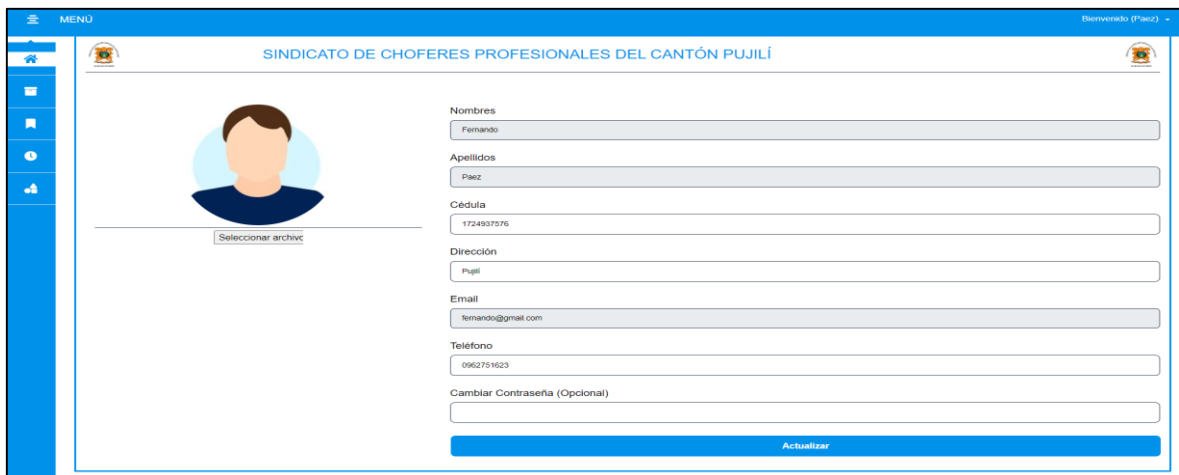 MENÚ
Bienvenido (Paez)
SINDICATO DE CHOFERES PROFESIONALES DEL CANTÓN PUJILÍ
Nombres
Fernando
Apellidos
Paez
Cédula
1724937576
Seleccionar archivo
Dirección
Pujilí
Email
fernando@gmail.com
Teléfono
0962751623
Cambiar Contraseña (Opcional)
Actualizar